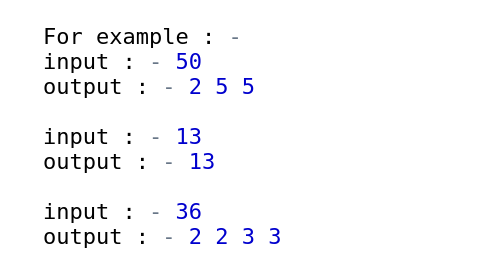 For example : -
input : - 50
output : - 2 5 5
input : - 13
output : - 13
input : - 36
output : - 2 2 3 3